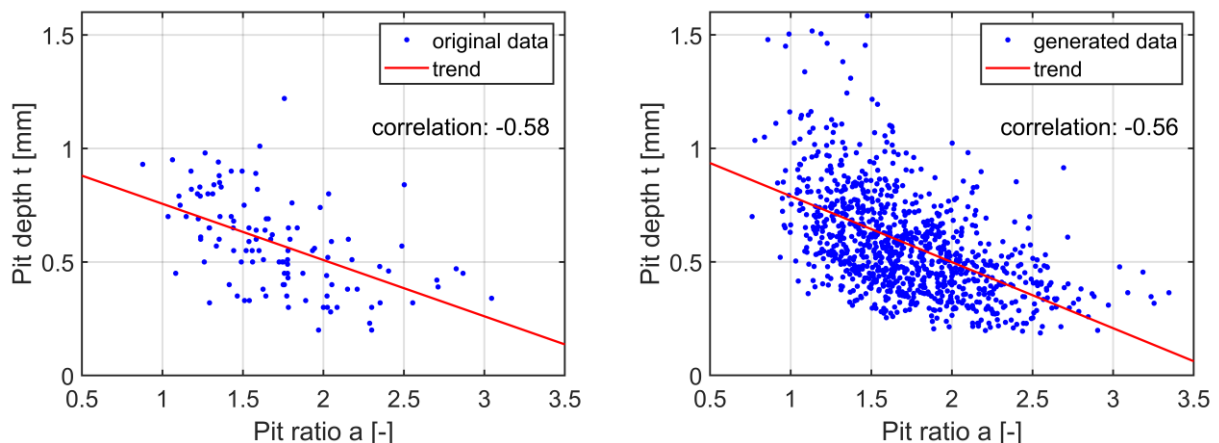 1.5
1
0.5
0
0.5
1
1.5
2
2.5
3
3.5
Pit depth t [mm]
Pit ratio a [-]
original data
trend
correlation: -0.58
1.5
1
0.5
0
0.5
1
1.5
2
2.5
3
3.5
Pit depth t [mm]
Pit ratio a [-]
generated data
trend
correlation: -0.56